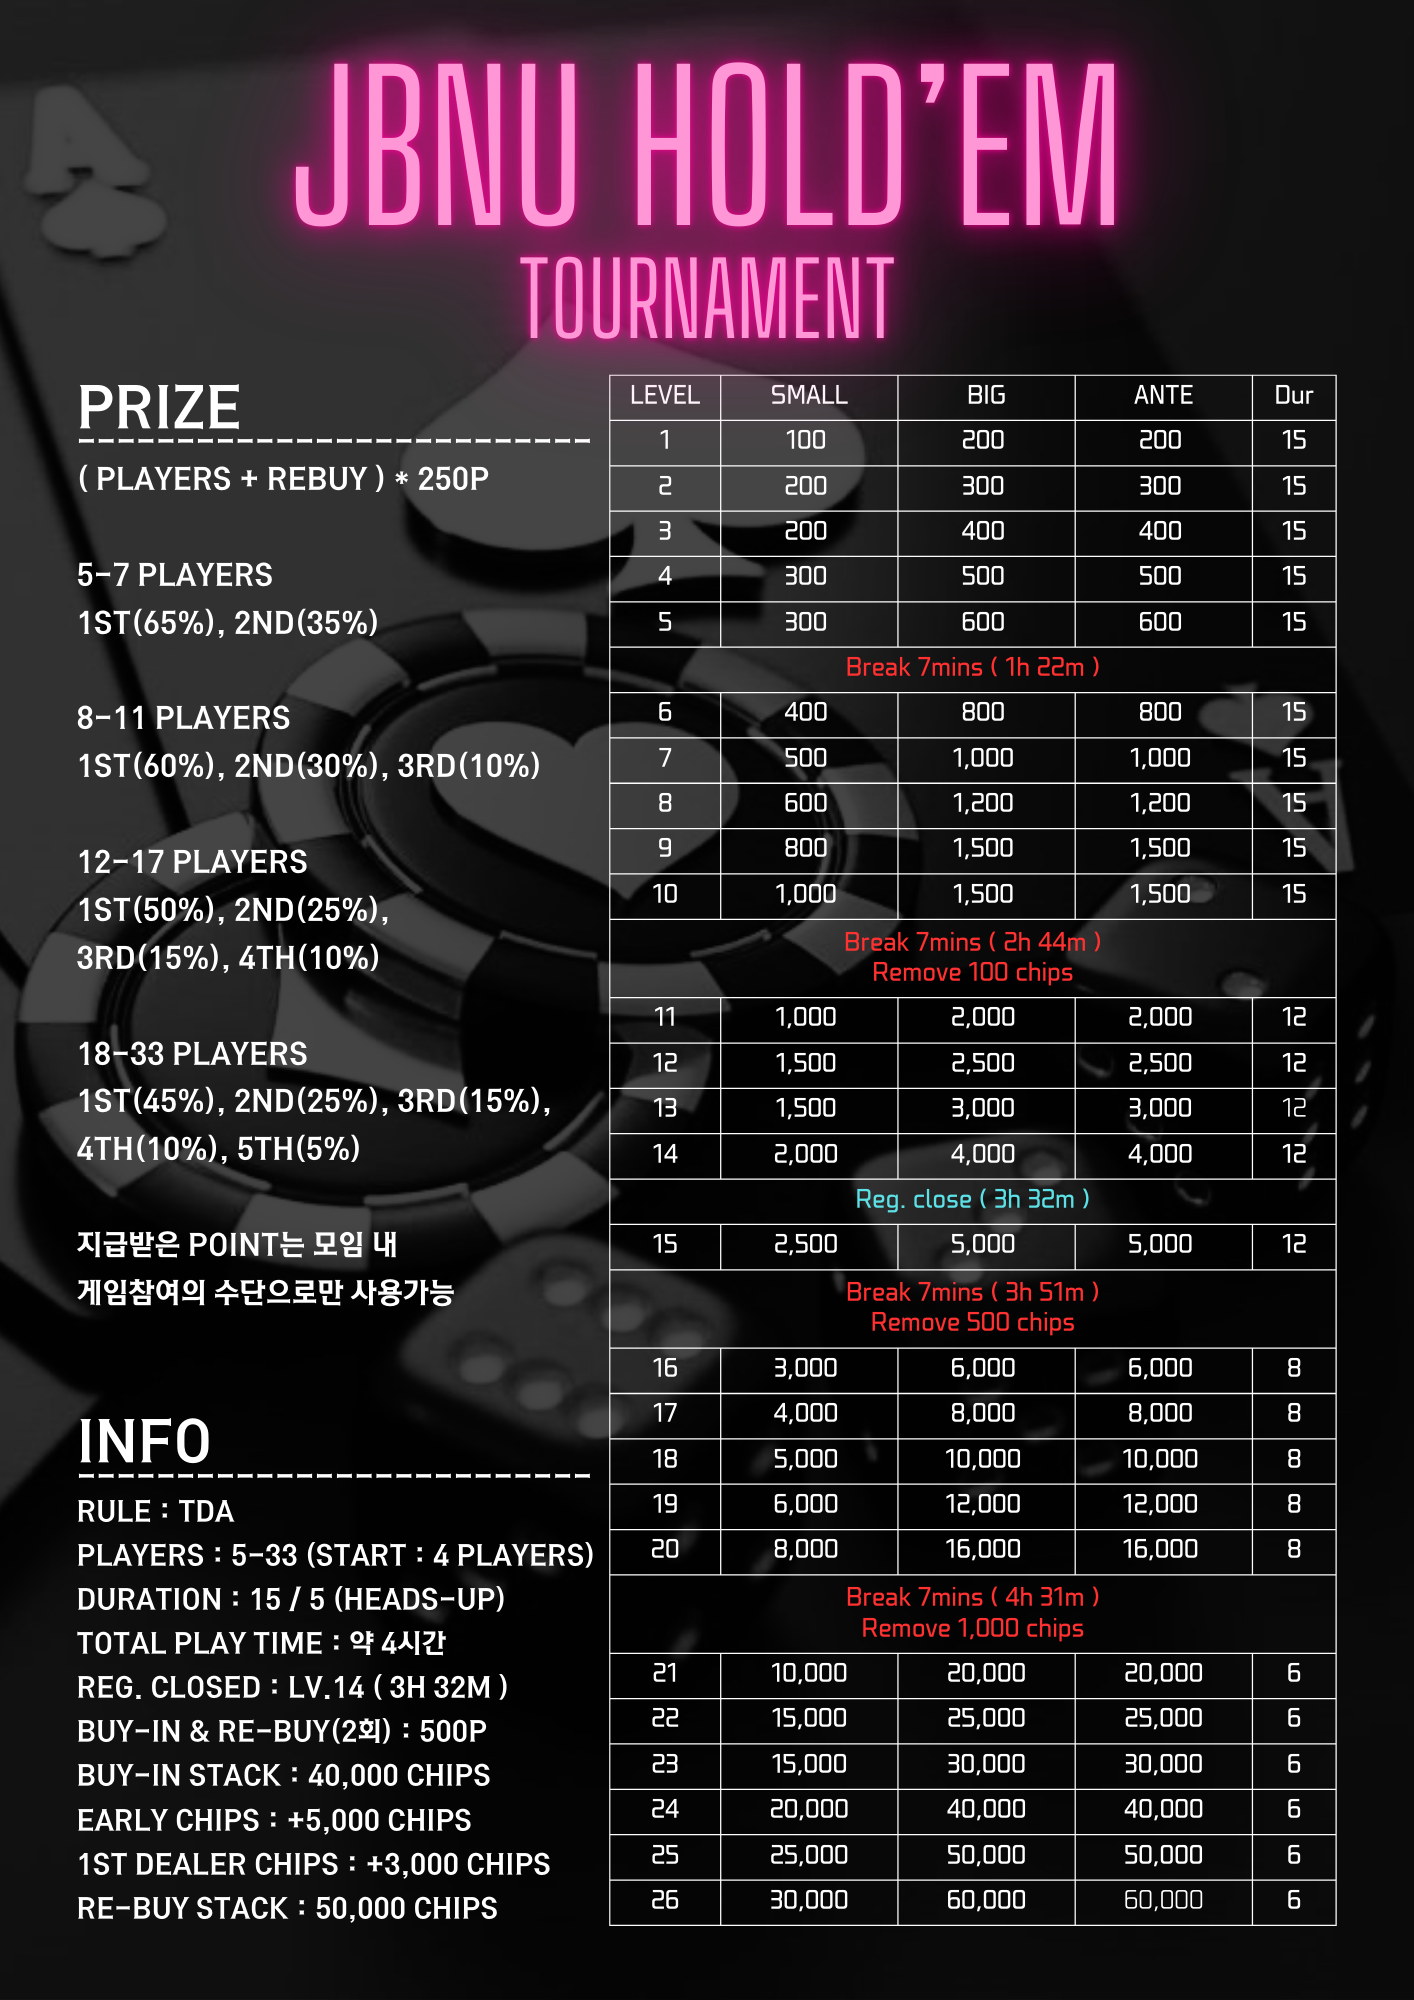 JBNU HOLD’EM
TOURNAMENT
PRIZE
( PLAYERS + REBUY ) * 250P
5-7 PLAYERS
1ST(65%), 2ND(35%)
8-11 PLAYERS
1ST(60%), 2ND(30%), 3RD(10%)
12-17 PLAYERS
1ST(50%), 2ND(25%),
3RD(15%), 4TH(10%)
18-33 PLAYERS
1ST(45%), 2ND(25%), 3RD(15%),
4TH(10%), 5TH(5%)
지급받은 POINT는 모임 내
게임참여의 수단으로만 사용가능
INFO
RULE : TDA
PLAYERS : 5-33 (START : 4 PLAYERS)
DURATION : 15 / 5 (HEADS-UP)
TOTAL PLAY TIME : 약 4시간
REG. CLOSED : LV.14 ( 3H 32M )
BUY-IN & RE-BUY(2회) : 500P
BUY-IN STACK : 40,000 CHIPS
EARLY CHIPS : +5,000 CHIPS
1ST DEALER CHIPS : +3,000 CHIPS
RE-BUY STACK : 50,000 CHIPS
LEVEL SMALL BIG ANTE Dur
1 100 200 200 15
2 200 300 300 15
3 200 400 400 15
4 300 500 500 15
5 300 600 600 15
Break 7mins ( 1h 22m )
6 400 800 800 15
7 500 1,000 1,000 15
8 600 1,200 1,200 15
9 800 1,500 1,500 15
10 1,000 1,500 1,500 15
Break 7mins ( 2h 44m )
Remove 100 chips
11 1,000 2,000 2,000 12
12 1,500 2,500 2,500 12
13 1,500 3,000 3,000 12
14 2,000 4,000 4,000 12
Reg. close ( 3h 32m )
15 2,500 5,000 5,000 12
Break 7mins ( 3h 51m )
Remove 500 chips
16 3,000 6,000 6,000 8
17 4,000 8,000 8,000 8
18 5,000 10,000 10,000 8
19 6,000 12,000 12,000 8
20 8,000 16,000 16,000 8
Break 7mins ( 4h 31m )
Remove 1,000 chips
21 10,000 20,000 20,000 6
22 15,000 25,000 25,000 6
23 15,000 30,000 30,000 6
24 20,000 40,000 40,000 6
25 25,000 50,000 50,000 6
26 30,000 60,000 60,000 6
A
A